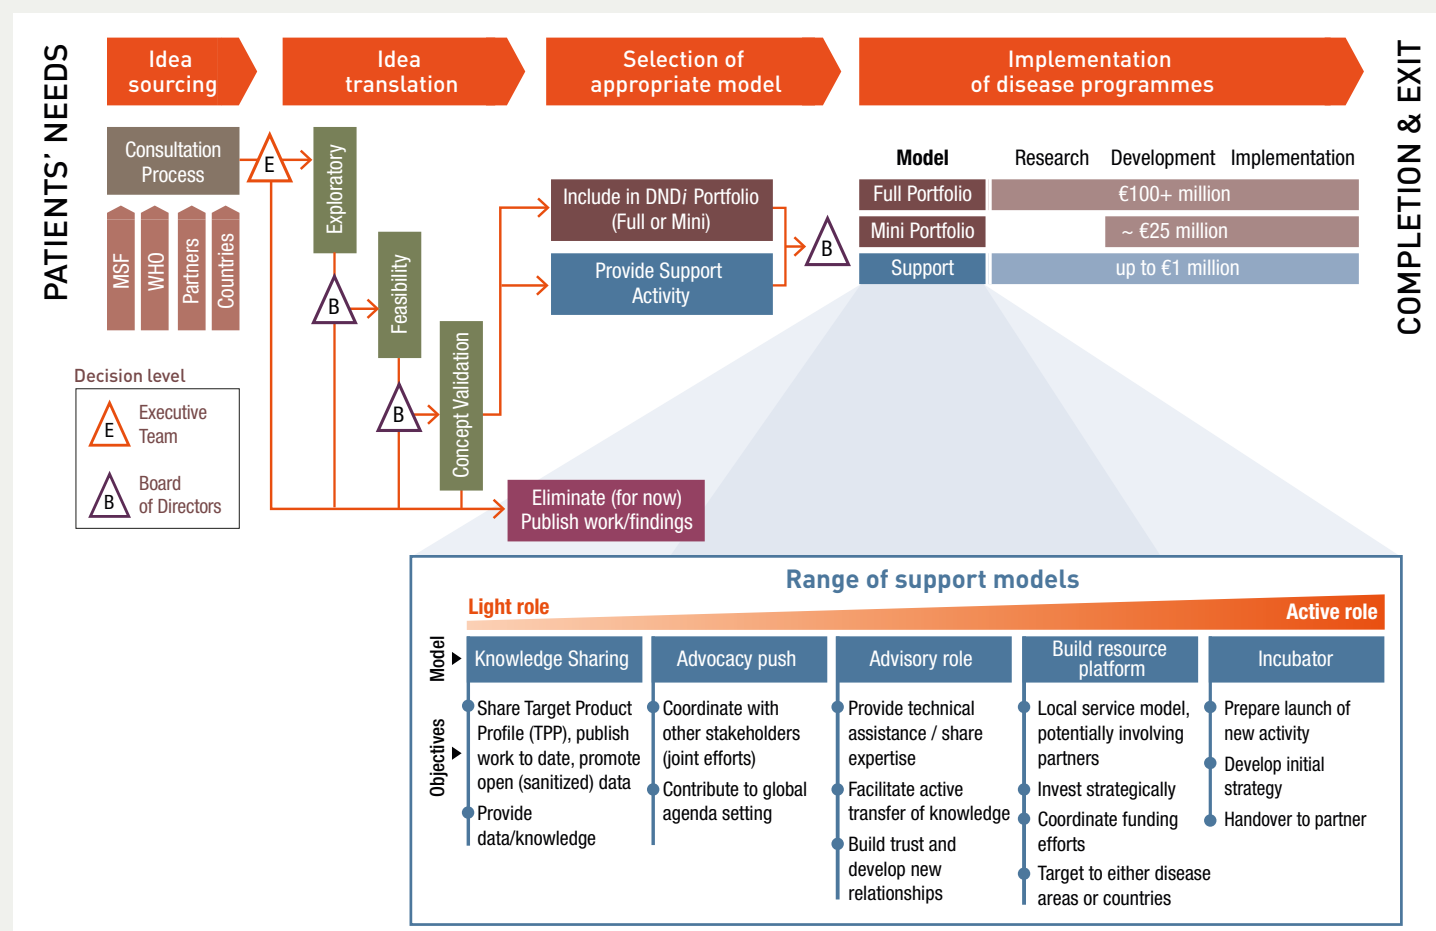 PATIENTS' NEEDS
Idea
sourcing
Idea
translation
Selection of
appropriate model
Implementation
of disease programmes
COMPLETION & EXIT
Consultation
Process
E
Exploratory
MSF
WHO
Partners
Countries
B
Feasibility
B
Concept Validation
Include in DNDi Portfolio
(Full or Mini)
Provide Support
Activity
B
Model
Research
Development
Implementation
Full Portfolio
€100+ million
Mini Portfolio
~ €25 million
Support
up to €1 million
Decision level
E
Executive
Team
B
Board
of Directors
Eliminate (for now)
Publish work/findings
Range of support models
Light role
Active role
Model
Knowledge Sharing
Advocacy push
Advisory role
Build resource
platform
Incubator
Objectives
Share Target Product
Profile (TPP), publish
work to date, promote
open (sanitized) data
Provide
data/knowledge
Coordinate with
other stakeholders
(joint efforts)
Contribute to global
agenda setting
Provide technical
assistance / share
expertise
Facilitate active
transfer of knowledge
Build trust and
develop new
relationships
Local service model,
potentially involving
partners
Invest strategically
Coordinate funding
efforts
Target to either disease
areas or countries
Prepare launch of
new activity
Develop initial
strategy
Handover to partner